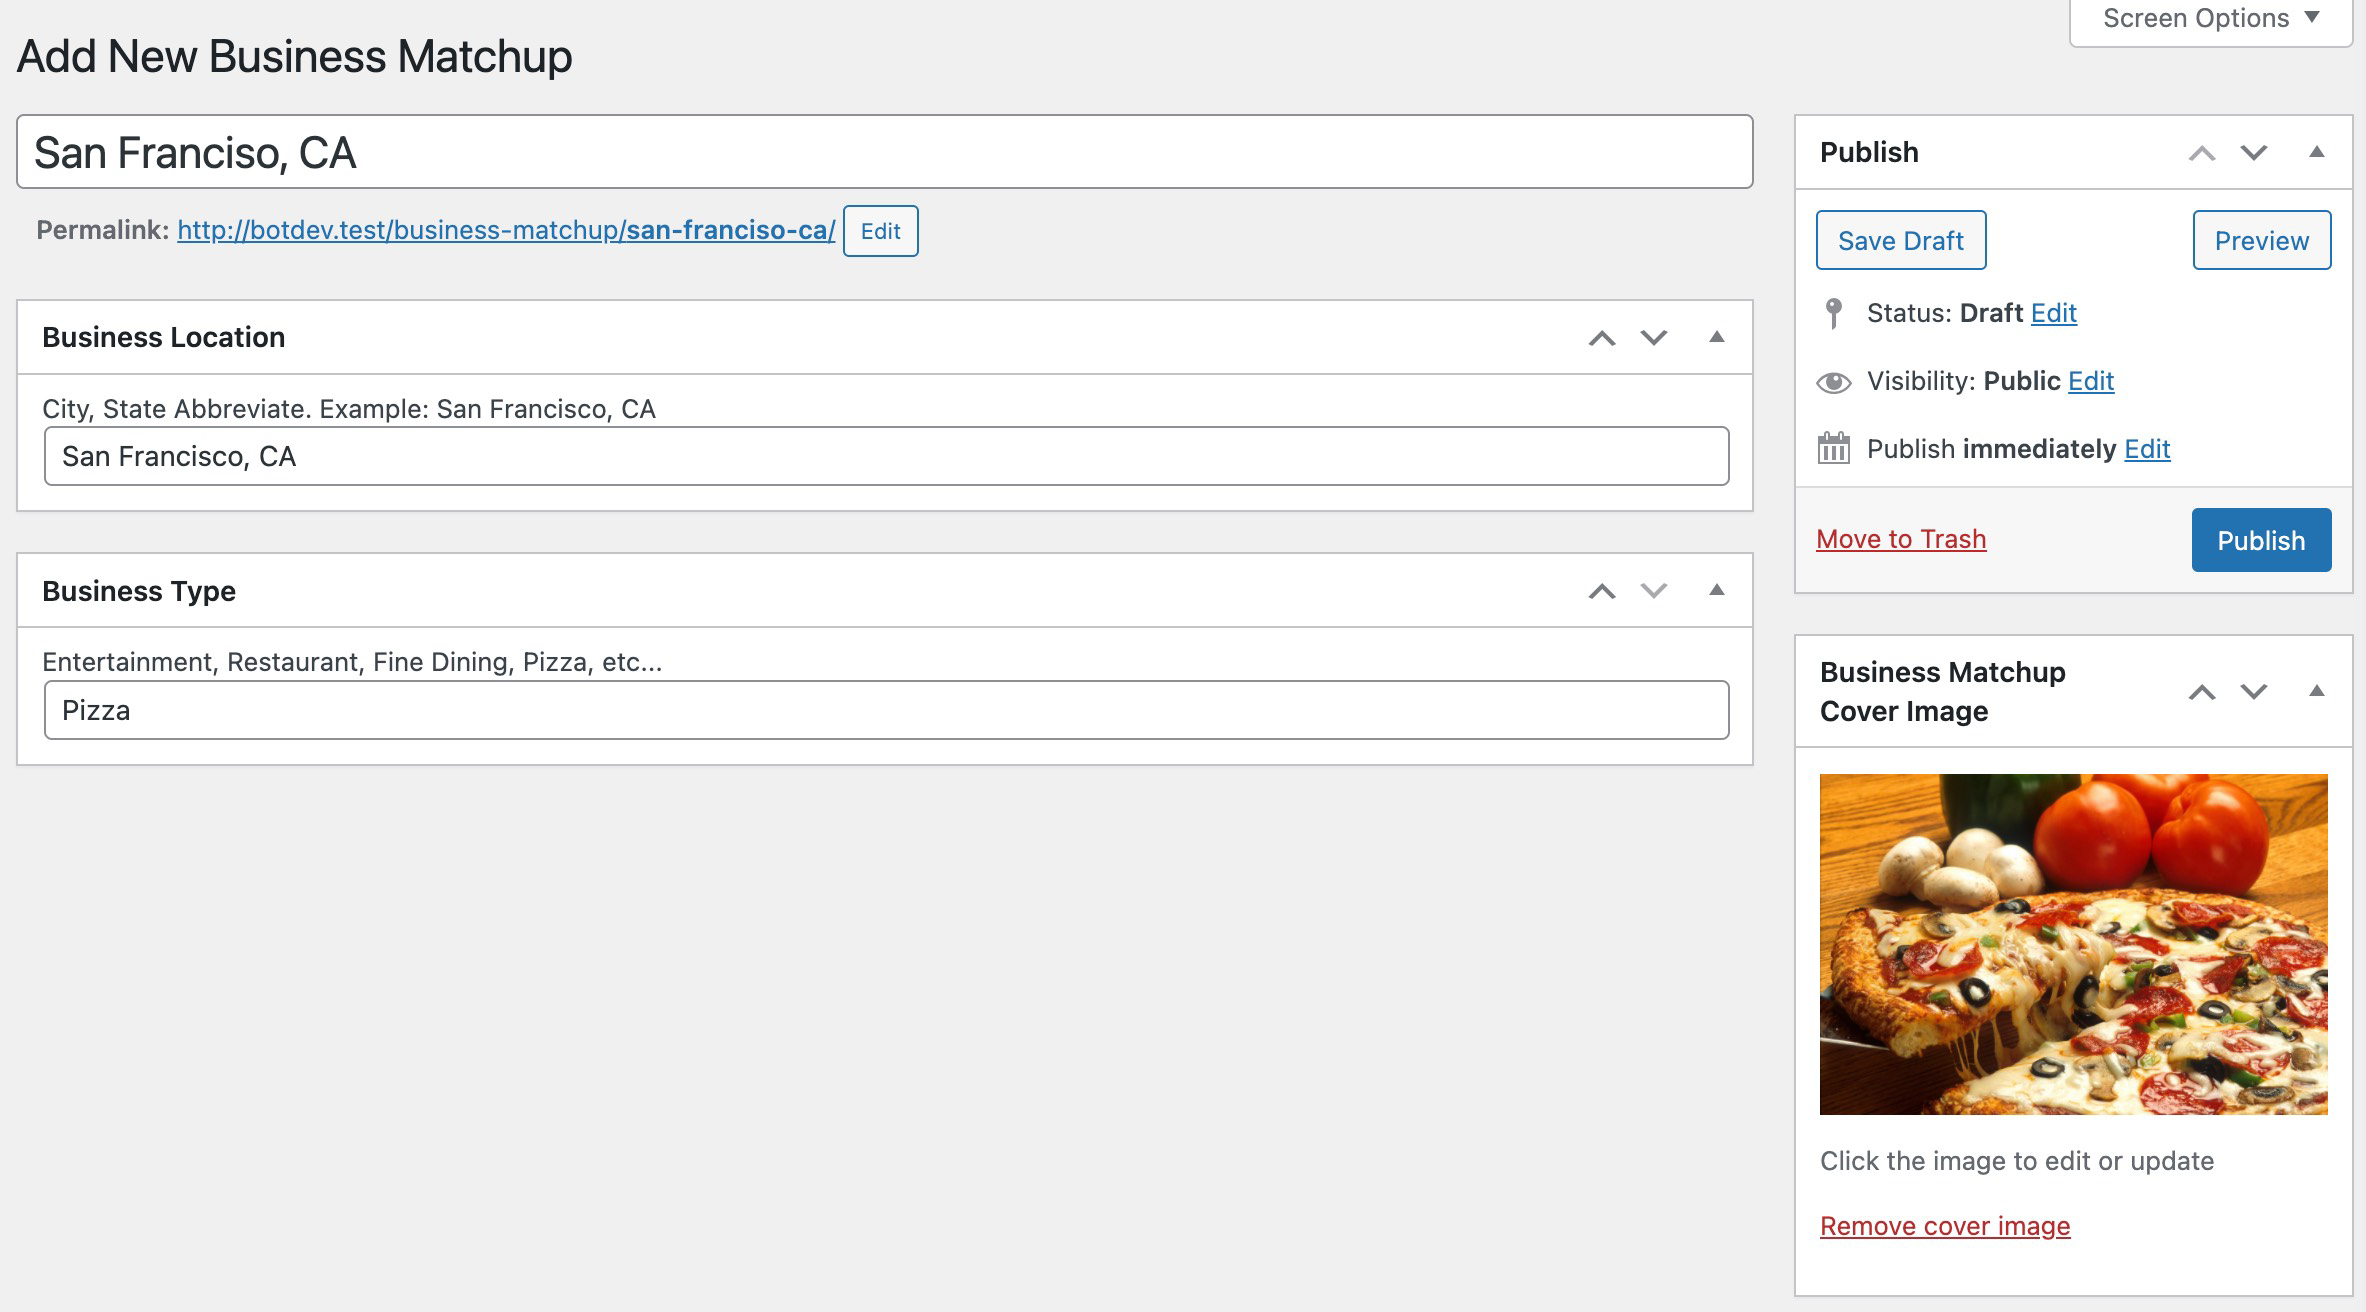 Screen Options
Add New Business Matchup
San Franciso, CA
Permalink: http://botdev.test/business-matchup/san-franciso-ca/ Edit
Business Location
City, State Abbreviate. Example: San Francisco, CA
San Francisco, CA
Business Type
Entertainment, Restaurant, Fine Dining, Pizza, etc...
Pizza
Publish
Save Draft
Preview
Status: Draft Edit
Visibility: Public Edit
Publish immediately Edit
Move to Trash
Publish
Business Matchup
Cover Image
Click the image to edit or update
Remove cover image